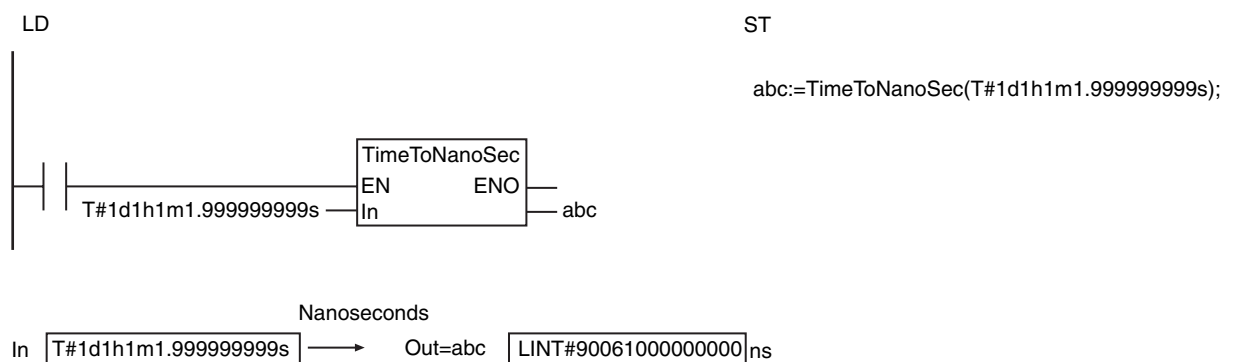 LD
ST
abc:=TimeToNanoSec(T#1d1h1m1.999999999s);
TimeToNanoSec
EN ENO
T#1d1h1m1.999999999s In abc
Nanoseconds
In T#1d1h1m1.999999999s Out=abc LINT#90061000000000 ns